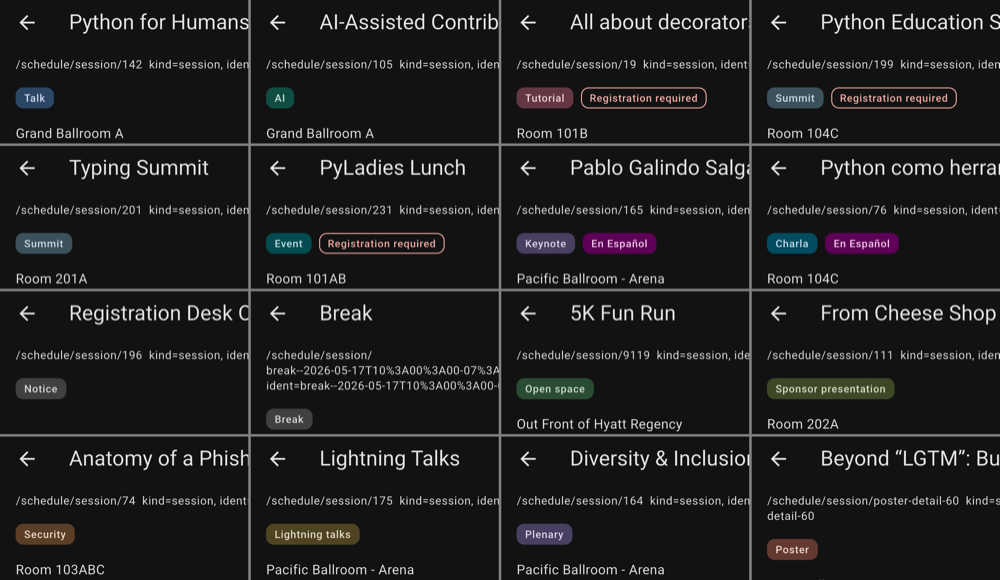 Python for Humans
/schedule/session/142 kind=session, iden
Talk
Grand Ballroom A
AI-Assisted Contrib
/schedule/session/105 kind=session, iden
AI
Grand Ballroom A
All about decorator
/schedule/session/19 kind=session, ident
Tutorial
Registration required
Room 101B
Python Education S
/schedule/session/199 kind=session, iden
Summit
Registration required
Room 104C
Typing Summit
/schedule/session/201 kind=session, iden
Summit
Room 201A
PyLadies Lunch
/schedule/session/231 kind=session, iden
Event
Registration required
Room 101AB
Pablo Galindo Salga
/schedule/session/165 kind=session, iden
Keynote
En Español
Pacific Ballroom - Arena
Python como herra
/schedule/session/76 kind=session, ident
Charla
En Español
Room 104C
Registration Desk O
/schedule/session/196 kind=session, iden
Notice
Break
/schedule/session/
break--2026-05-17T10%3A00%3A00-07%3A
ident=break--2026-05-17T10%3A00%3A00-
Break
5K Fun Run
/schedule/session/9119 kind=session, ide
Open space
Out Front of Hyatt Regency
From Cheese Shop
/schedule/session/111 kind=session, iden
Sponsor presentation
Room 202A
Anatomy of a Phish
/schedule/session/74 kind=session, ident
Security
Room 103ABC
Lightning Talks
/schedule/session/175 kind=session, iden
Lightning talks
Pacific Ballroom - Arena
Diversity & Inclusion
/schedule/session/164 kind=session, iden
Plenary
Pacific Ballroom - Arena
Beyond “LGTM”: Bu
/schedule/session/poster-detail-60 kind=s
detail-60
Poster